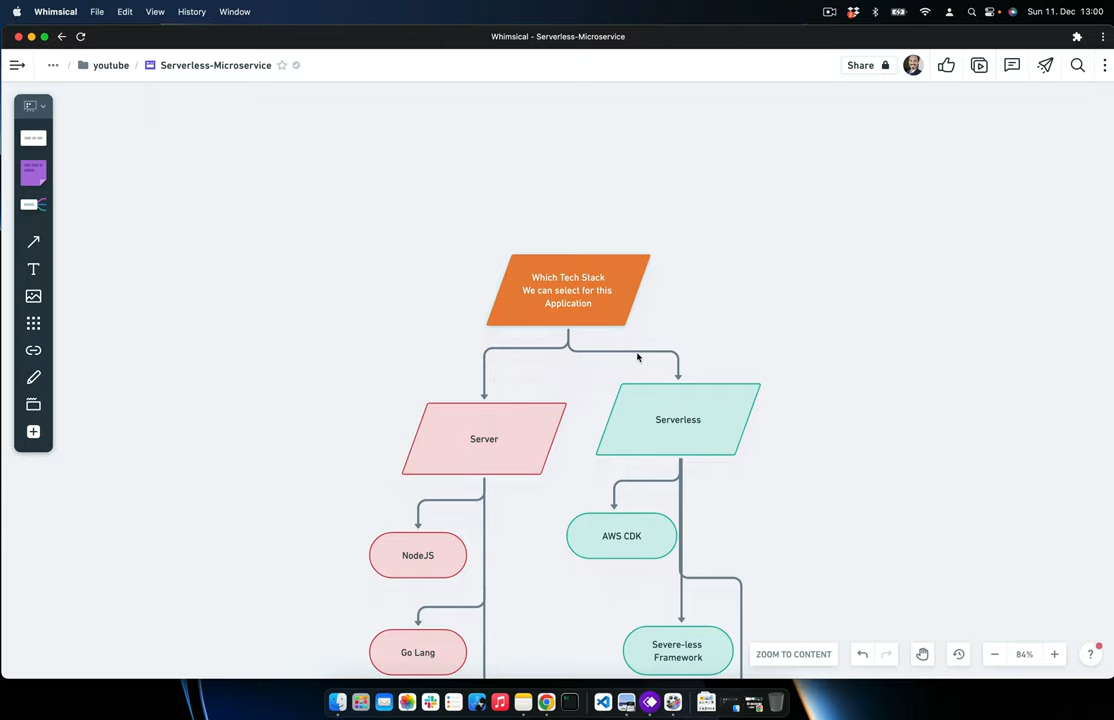 Whimsical File Edit View History Window Sun 11. Dec 13:00
Whimsical - Serverless-Microservice
... / youtube / Serverless-Microservice Share
Which Tech Stack
We can select for this
Application
Serverless
Server
AWS CDK
NodeJS
Severe-less
Framework
Go Lang
ZOOM TO CONTENT 84% ?